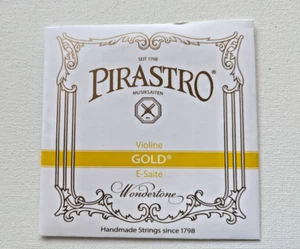 SEIT 1798
PIRASTRO
MUSIKSAITEN
Violine
GOLD®
E-Saite
Wondertone
Handmade Strings since 1798